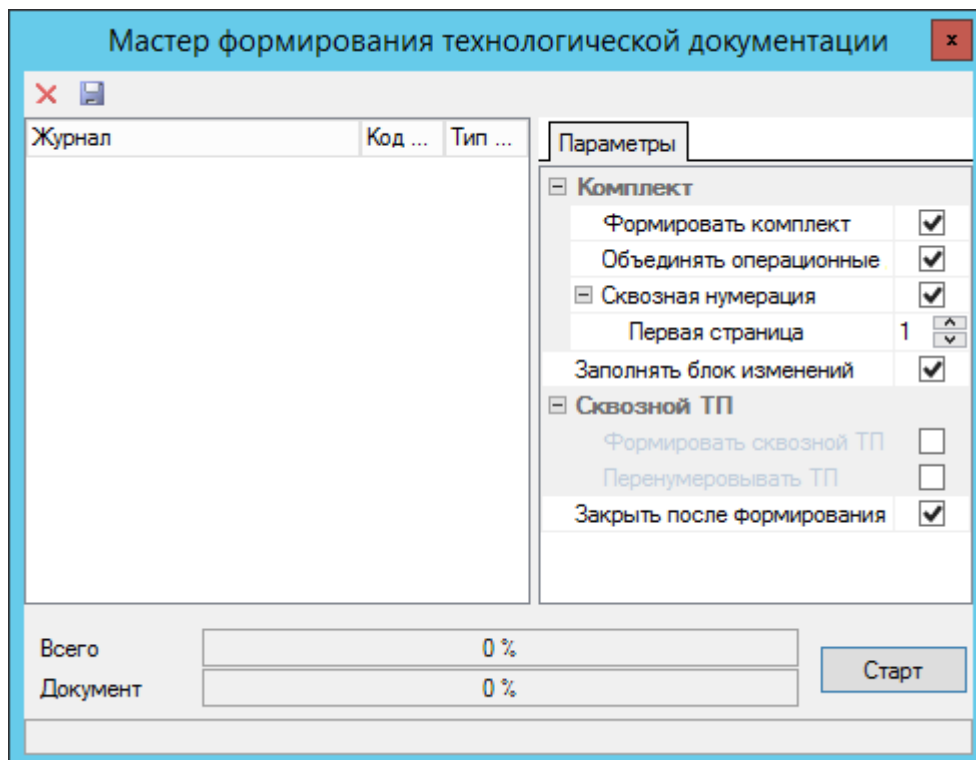 Мастер формирования технологической документации
x
Журнал Код ... Тип ...
Параметры
Комплект
Формировать комплект
Объединять операционные
Сквозная нумерация
Первая страница 1
Заполнять блок изменений
Сквозной ТП
Формировать сквозной ТП
Перенумеровывать ТП
Закрыть после формирования
Всего 0 %
Документ 0 %
Старт